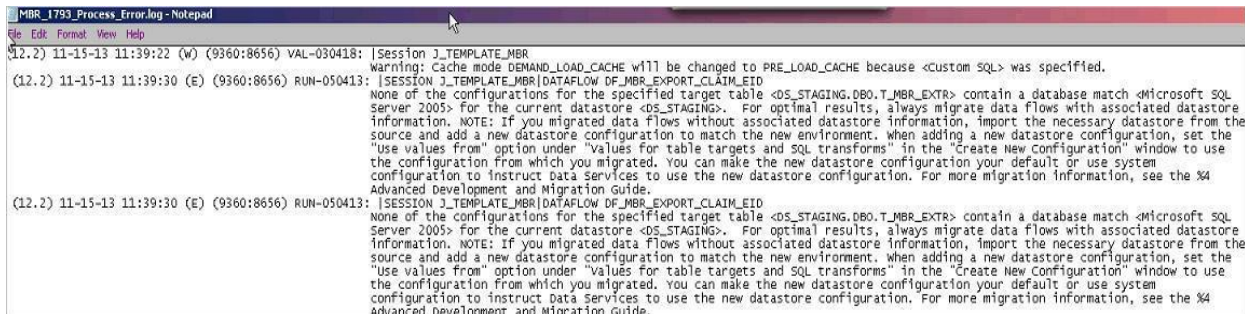 MBR_1793_Process_Error.log - Notepad
File Edit Format View Help
(12.2) 11-15-13 11:39:22 (W) (9360:8656) VAL-030418: |Session J_TEMPLATE_MBR
Warning: Cache mode DEMAND_LOAD_CACHE will be changed to PRE_LOAD_CACHE because <Custom SQL> was specified.
(12.2) 11-15-13 11:39:30 (E) (9360:8656) RUN-050413: |SESSION J_TEMPLATE_MBR|DATAFLOW DF_MBR_EXPORT_CLAIM_EID
None of the configurations for the specified target table <DS_STAGING.DBO.T_MBR_EXTR> contain a database match <Microsoft SQL
Server 2005> for the current datastore <DS_STAGING>. For optimal results, always migrate data flows with associated datastore
information. NOTE: If you migrated data flows without associated datastore information, import the necessary datastore from the
source and add a new datastore configuration to match the new environment. When adding a new datastore configuration, set the
"Use values from" option under "Values for table targets and SQL transforms" in the "Create New Configuration" window to use
the configuration from which you migrated. You can make the new datastore configuration your default or use system
configuration to instruct Data Services to use the new datastore configuration. For more migration information, see the %4
Advanced Development and Migration Guide.
(12.2) 11-15-13 11:39:30 (E) (9360:8656) RUN-050413: |SESSION J_TEMPLATE_MBR|DATAFLOW DF_MBR_EXPORT_CLAIM_EID
None of the configurations for the specified target table <DS_STAGING.DBO.T_MBR_EXTR> contain a database match <Microsoft SQL
Server 2005> for the current datastore <DS_STAGING>. For optimal results, always migrate data flows with associated datastore
information. NOTE: If you migrated data flows without associated datastore information, import the necessary datastore from the
source and add a new datastore configuration to match the new environment. When adding a new datastore configuration, set the
"Use values from" option under "Values for table targets and SQL transforms" in the "Create New Configuration" window to use
the configuration from which you migrated. You can make the new datastore configuration your default or use system
configuration to instruct Data Services to use the new datastore configuration. For more migration information, see the %4
Advanced Development and Migration Guide.